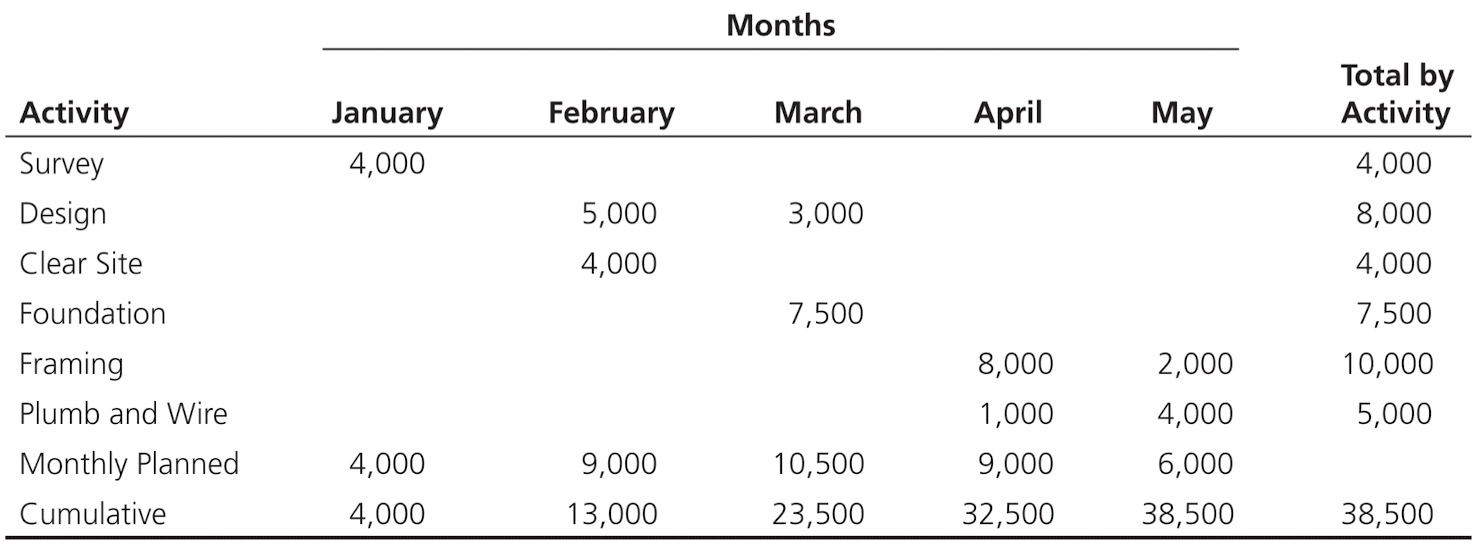 Months
Total by
Activity January February March April May Activity
Survey 4,000 4,000
Design 5,000 3,000 8,000
Clear Site 4,000 4,000
Foundation 7,500 7,500
Framing 8,000 2,000 10,000
Plumb and Wire 1,000 4,000 5,000
Monthly Planned 4,000 9,000 10,500 9,000 6,000
Cumulative 4,000 13,000 23,500 32,500 38,500 38,500